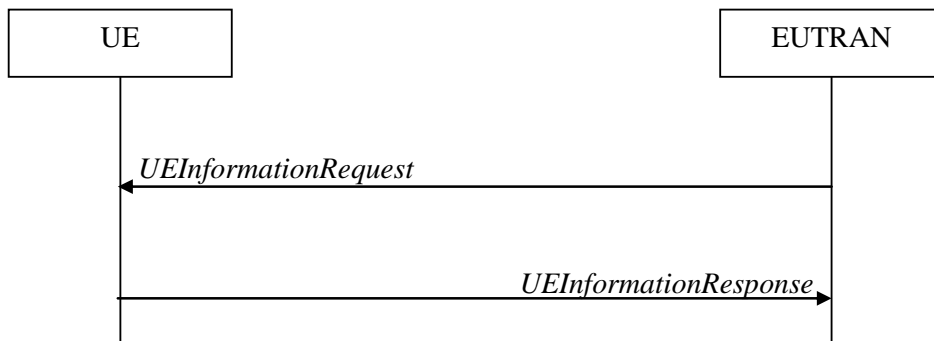 UE
EUTRAN
UEInformationRequest
UEInformationResponse